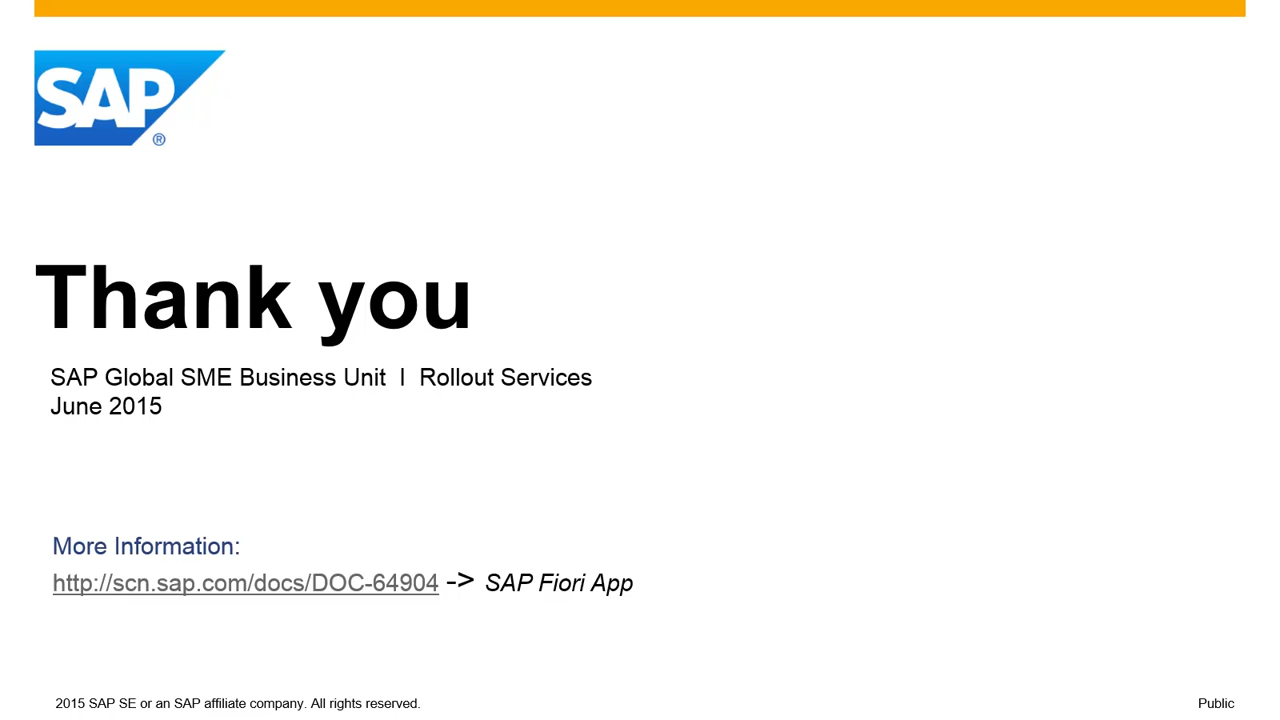 SAP
®
Thank you
SAP Global SME Business Unit I Rollout Services
June 2015
More Information:
http://scn.sap.com/docs/DOC-64904 -> SAP Fiori App
2015 SAP SE or an SAP affiliate company. All rights reserved.
Public